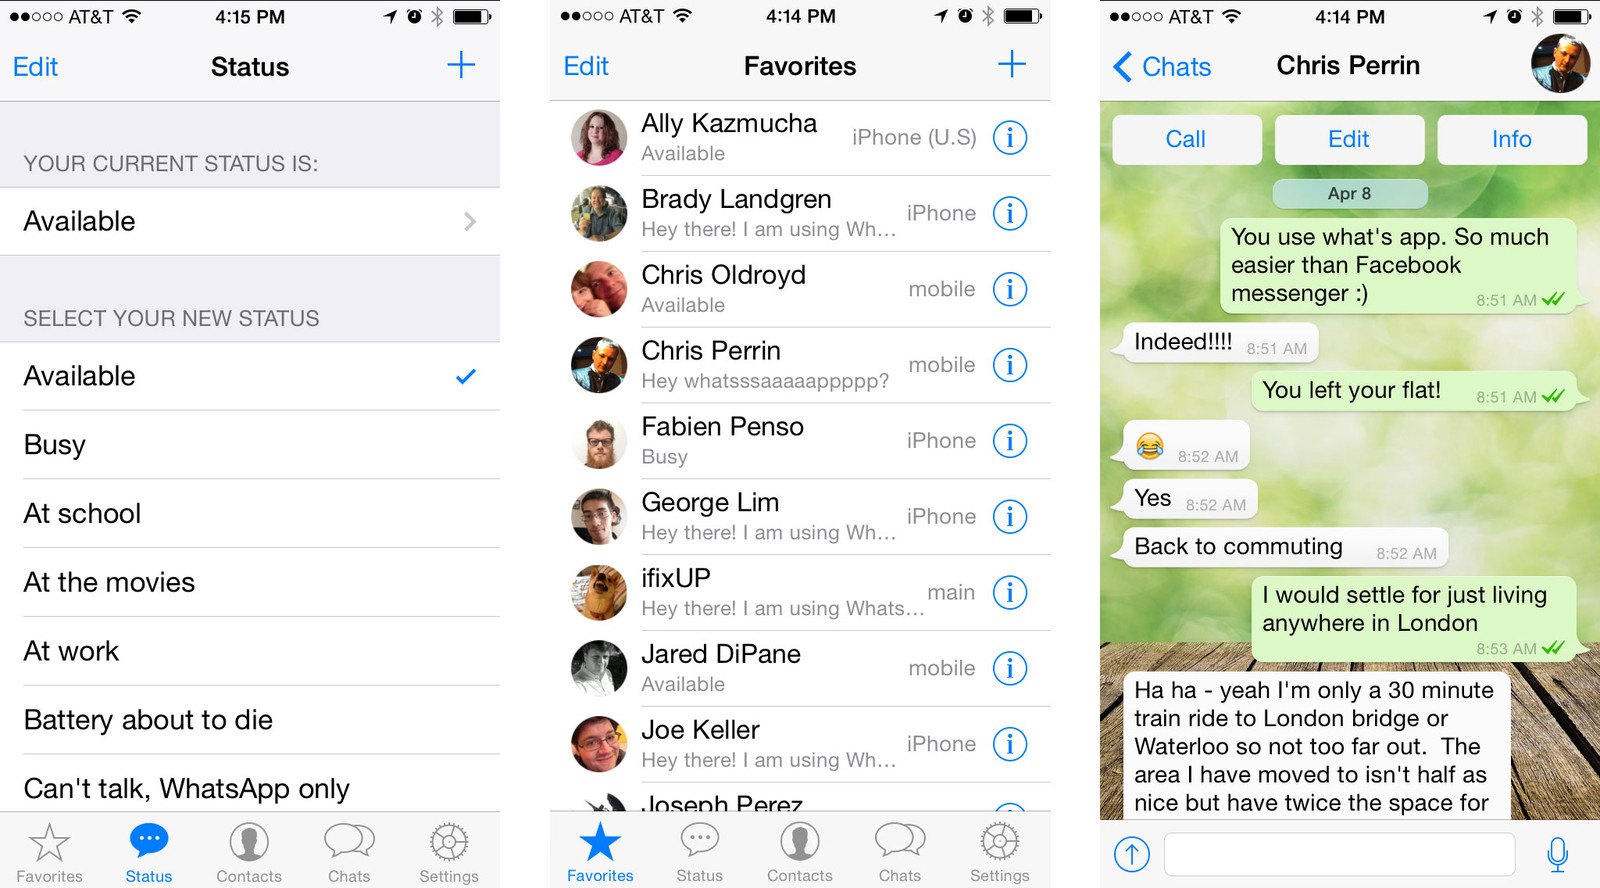 AT&T 4:15 PM
Edit Status +
YOUR CURRENT STATUS IS:
Available
SELECT YOUR NEW STATUS
Available
Busy
At school
At the movies
At work
Battery about to die
Can't talk, WhatsApp only
Favorites Status Contacts Chats Settings
AT&T 4:14 PM
Edit Favorites +
Ally Kazmucha iPhone (U.S)
Available
Brady Landgren iPhone
Hey there! I am using Wh...
Chris Oldroyd mobile
Available
Chris Perrin mobile
Hey whatsssaaaaappppp?
Fabien Penso iPhone
Busy
George Lim iPhone
Hey there! I am using Wh...
ifixUP main
Hey there! I am using Whats...
Jared DiPane mobile
Available
Joe Keller iPhone
Hey there! I am using Wh...
Joseph Perez
Favorites Status Contacts Chats Settings
AT&T 4:14 PM
Chats Chris Perrin
Call Edit Info
Apr 8
You use what's app. So much
easier than Facebook
messenger :) 8:51 AM
Indeed!!!! 8:51 AM
You left your flat! 8:51 AM
😂 8:52 AM
Yes 8:52 AM
Back to commuting 8:52 AM
I would settle for just living
anywhere in London
8:53 AM
Ha ha - yeah I'm only a 30 minute
train ride to London bridge or
Waterloo so not too far out. The
area I have moved to isn't half as
nice but have twice the space for